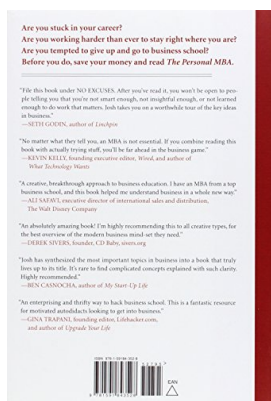 Are you stuck in your career?
Are you working harder than ever to stay right where you are?
Are you tempted to give up and go to business school?
Before you do, save your money and read The Personal MBA.
"File this book under NO EXCUSES. After you've read it, you won't be open to peo-
ple telling you that you're not smart enough, not insightful enough, or not learned
enough to do work that matters. Josh takes you on a worthwhile tour of the key ideas
in business."
—SETH GODIN, author of Linchpin
"No matter what they tell you, an MBA is not essential. If you combine reading this
book with actually trying stuff, you'll be far ahead in the business game."
—KEVIN KELLY, founding executive editor, Wired, and author of
What Technology Wants
"A creative, breakthrough approach to business education. I have an MBA from a top
business school, and this book helped me understand business in a whole new way."
—ALI SAFAVI, executive director of international sales and distribution,
The Walt Disney Company
"An absolutely amazing book! I'm highly recommending this to all creative types, for
the best overview of the modern business mind-set they need."
—DEREK SIVERS, founder, CD Baby, sivers.org
"Josh has synthesized the most important topics in business into a book that truly
lives up to its title. It's rare to find complicated concepts explained with such clarity.
Highly recommended."
—BEN CASNOCHA, author of My Start-Up Life
"An enterprising and thrifty way to hack business school. This is a fantastic resource
for motivated autodidacts looking to get into business."
—GINA TRAPANI, founding editor, Lifehacker.com,
and author of Upgrade Your Life
EAN